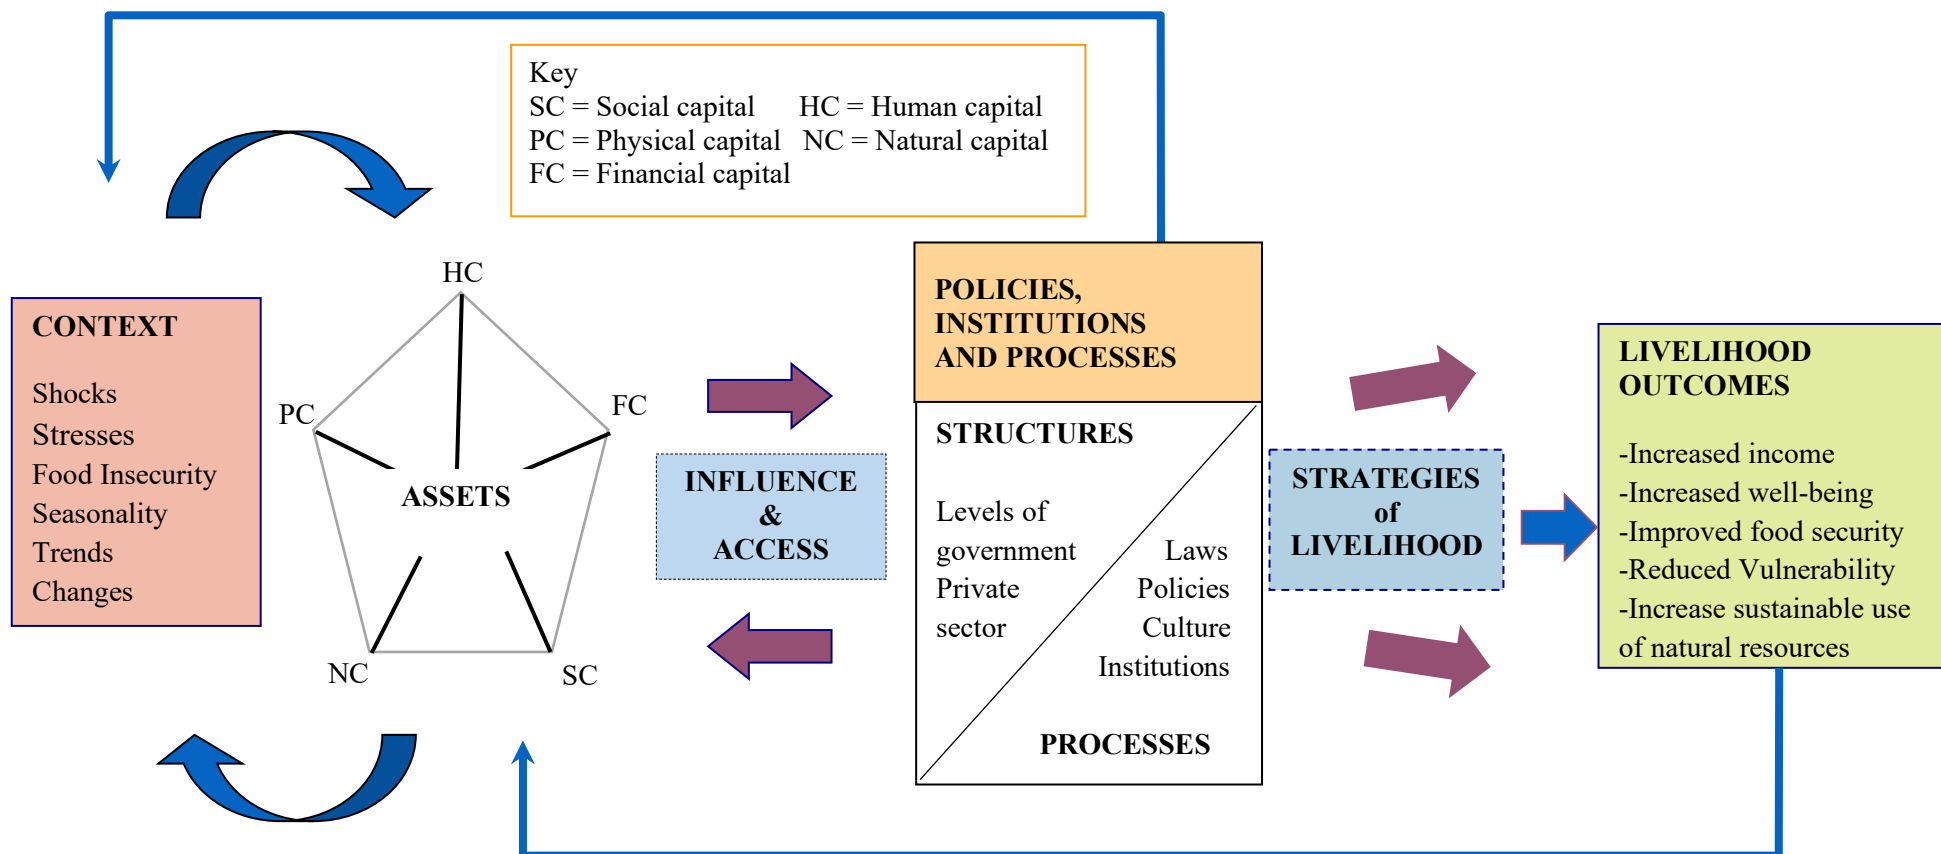 Key
SC = Social capital HC = Human capital
PC = Physical capital NC = Natural capital
FC = Financial capital
CONTEXT
Shocks
Stresses
Food Insecurity
Seasonality
Trends
Changes
HC
PC
FC
ASSETS
NC
SC
INFLUENCE
&
ACCESS
POLICIES,
INSTITUTIONS
AND PROCESSES
STRUCTURES
Levels of
government
Private
sector
Laws
Policies
Culture
Institutions
PROCESSES
STRATEGIES
of
LIVELIHOOD
LIVELIHOOD
OUTCOMES
-Increased income
-Increased well-being
-Improved food security
-Reduced Vulnerability
-Increase sustainable use
of natural resources